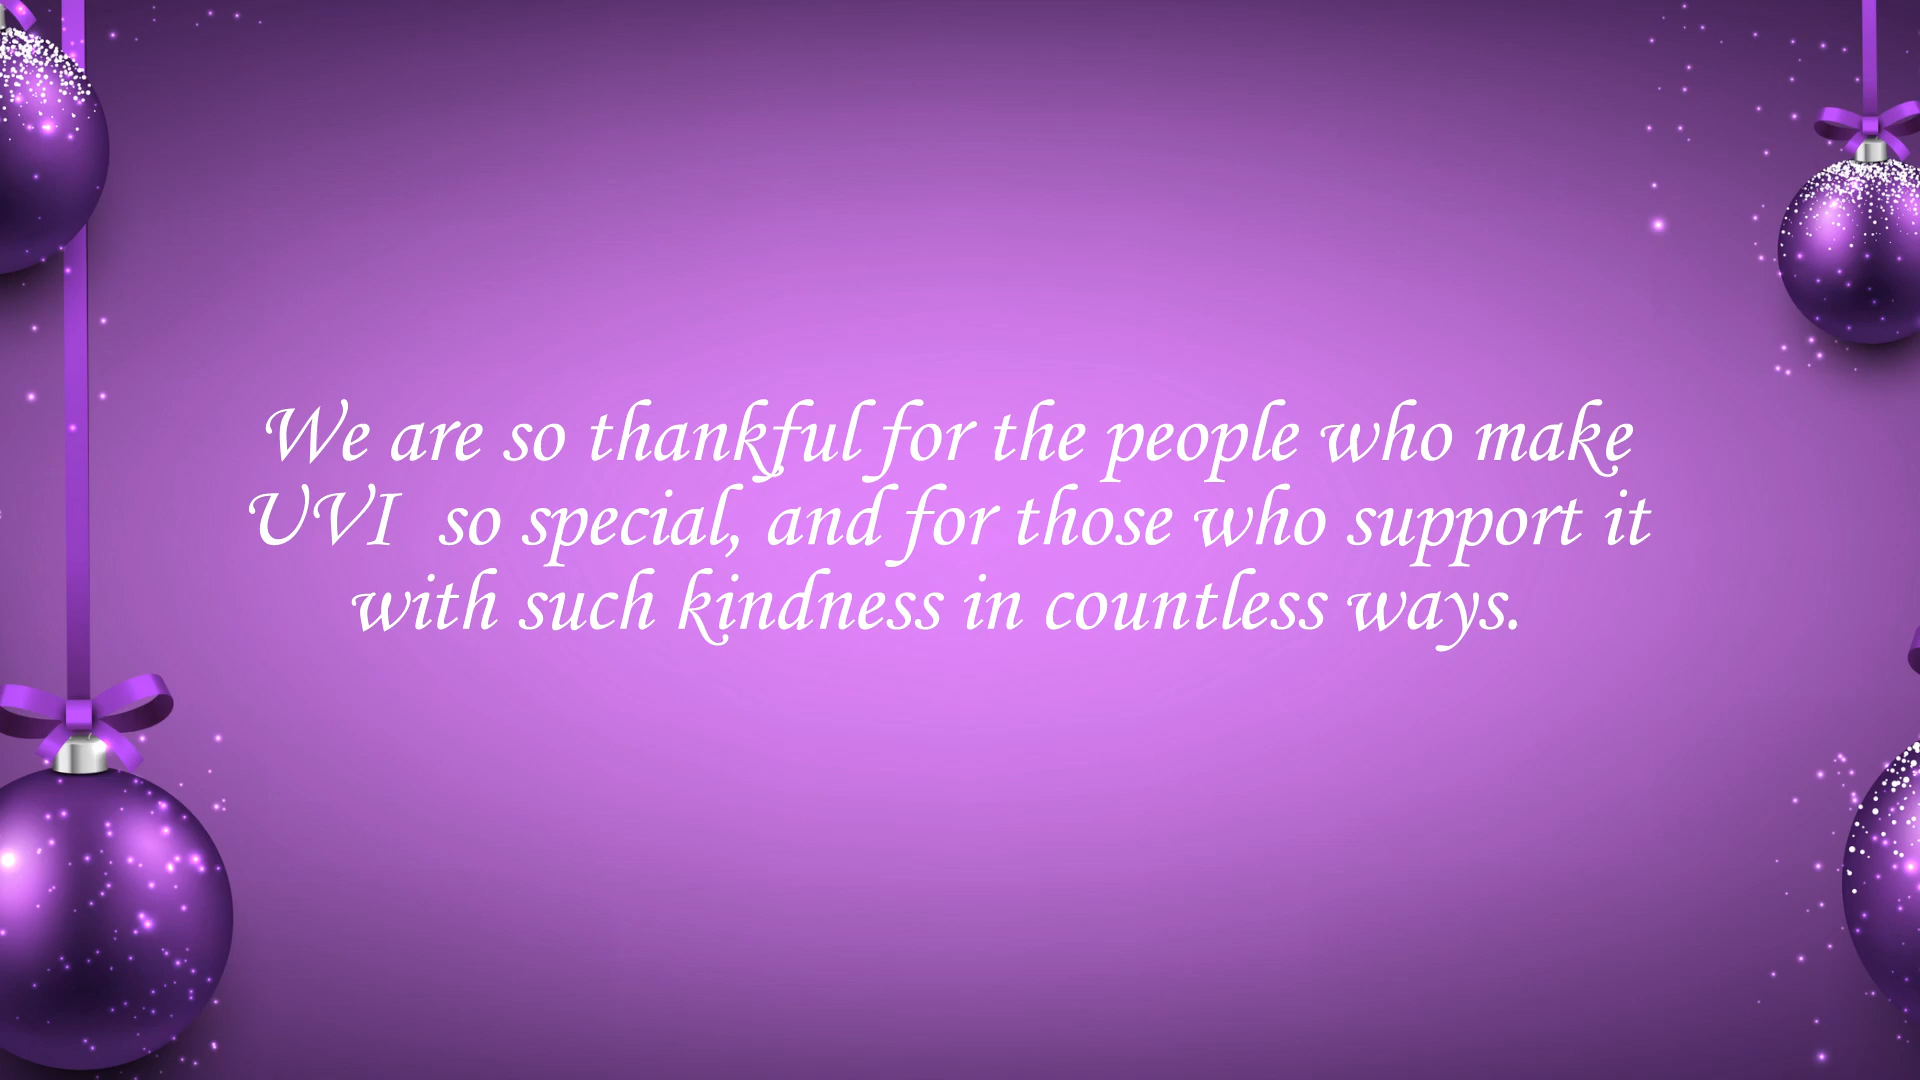 We are so thankful for the people who make
UVI  so special, and for those who support it
with such kindness in countless ways.